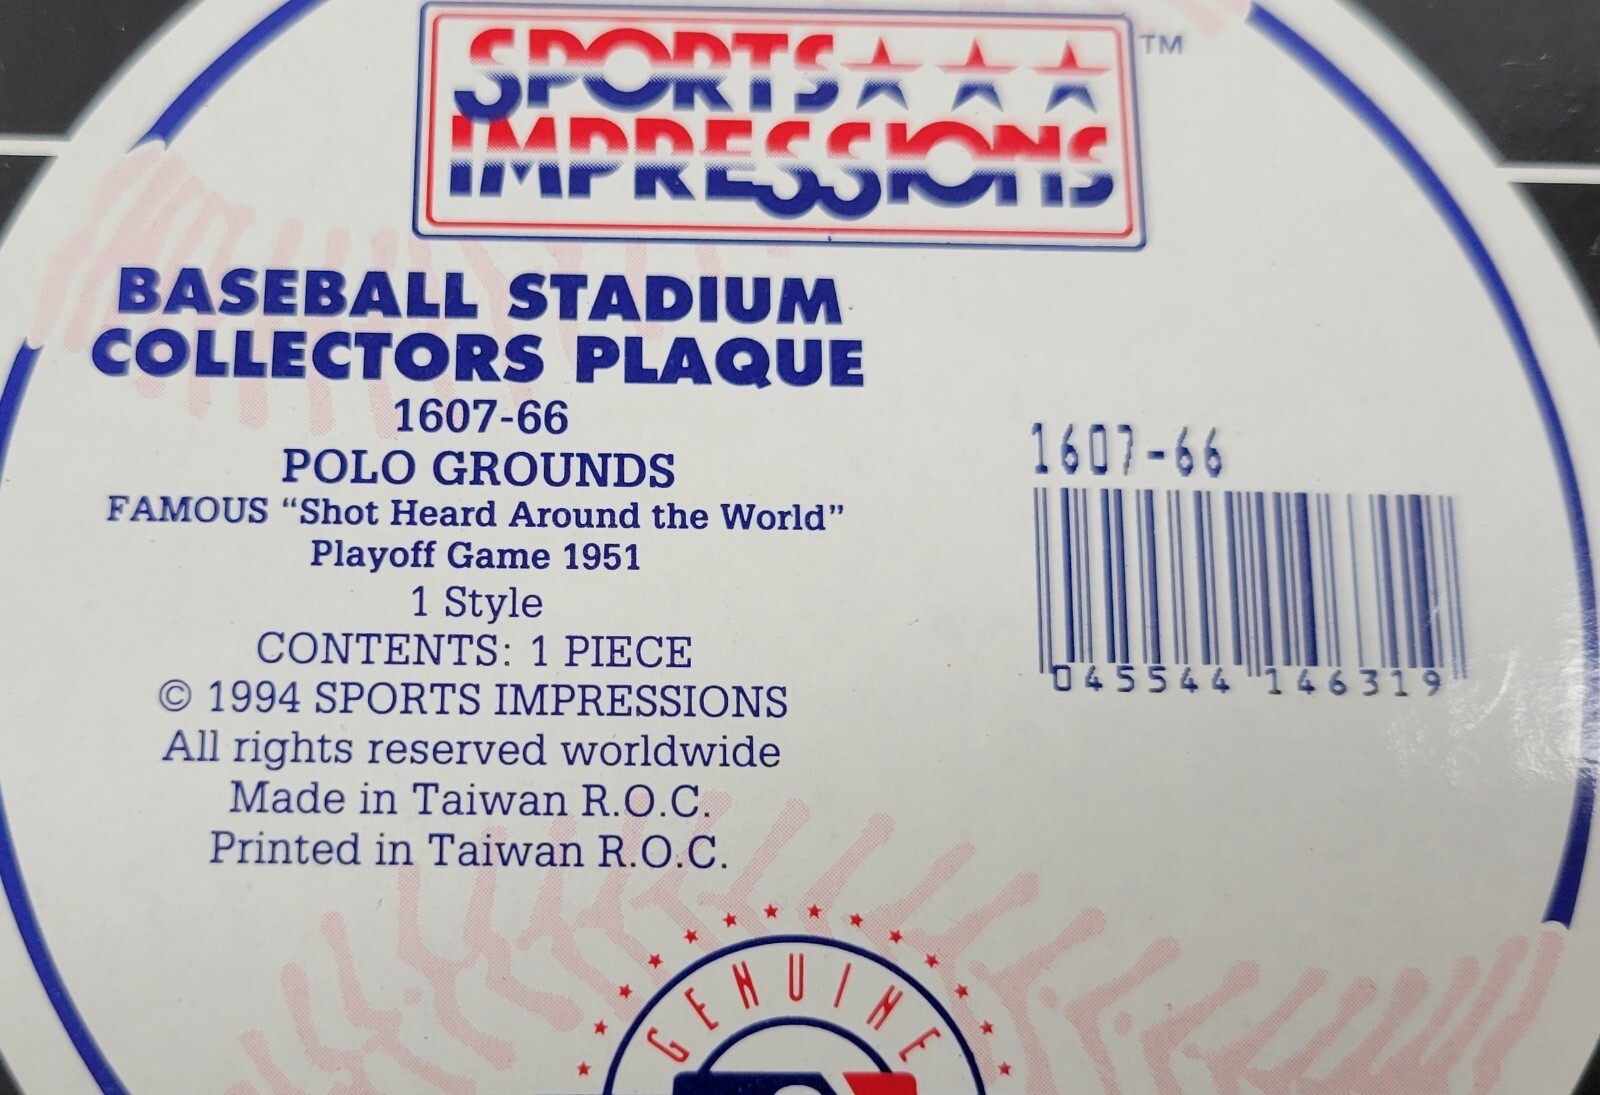 SPORTS
IMPRESSIONS
TM
BASEBALL STADIUM
COLLECTORS PLAQUE
1607-66
POLO GROUNDS
FAMOUS “Shot Heard Around the World”
Playoff Game 1951
1 Style
CONTENTS: 1 PIECE
© 1994 SPORTS IMPRESSIONS
All rights reserved worldwide
Made in Taiwan R.O.C.
Printed in Taiwan R.O.C.
1607-66
045544 146319
GENUINE